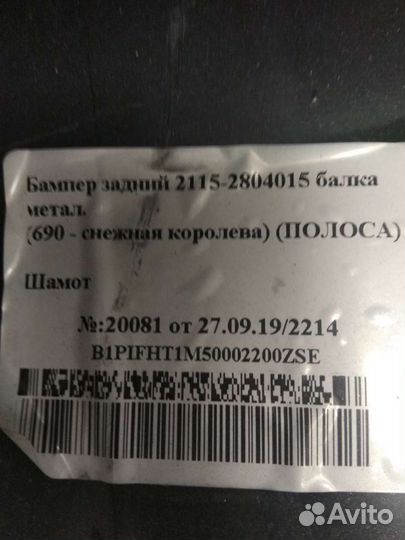 Бампер задний 2115-2804015 балка
метал.
(690 - снежная королева) (ПОЛОСА)
Шамот
№:20081 от 27.09.19/2214
B1PIFHT1M50002200ZSE
Avito